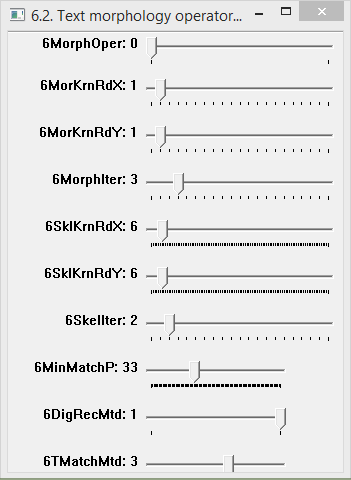 6.2. Text morphology operator...
6MorphOper: 0
6MorKrnRdX: 1
6MorKrnRdY: 1
6MorphIter: 3
6SklKrnRdX: 6
6SklKrnRdY: 6
6SkelIter: 2
6MinMatchP: 33
6DigRecMtd: 1
6TMatchMtd: 3